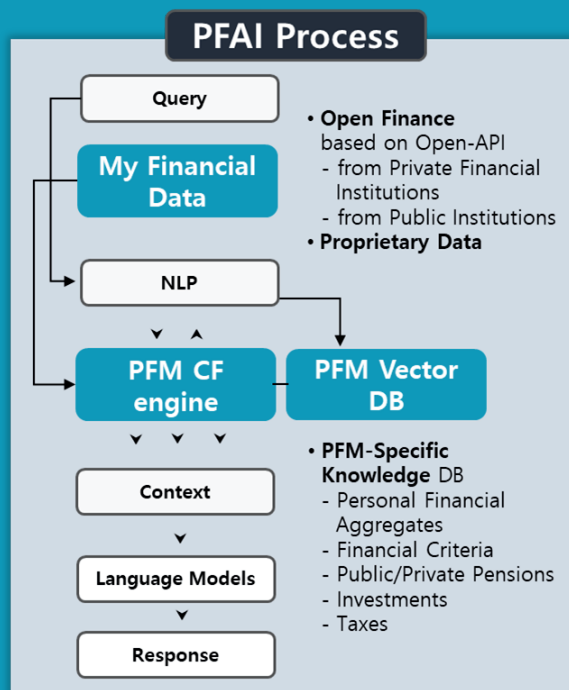 PFAI Process
Query
• Open Finance
based on Open-API
- from Private Financial
Institutions
- from Public Institutions
• Proprietary Data
My Financial
Data
NLP
PFM CF
engine
PFM Vector
DB
• PFM-Specific
Knowledge DB
- Personal Financial
Aggregates
- Financial Criteria
- Public/Private Pensions
- Investments
- Taxes
Context
Language Models
Response